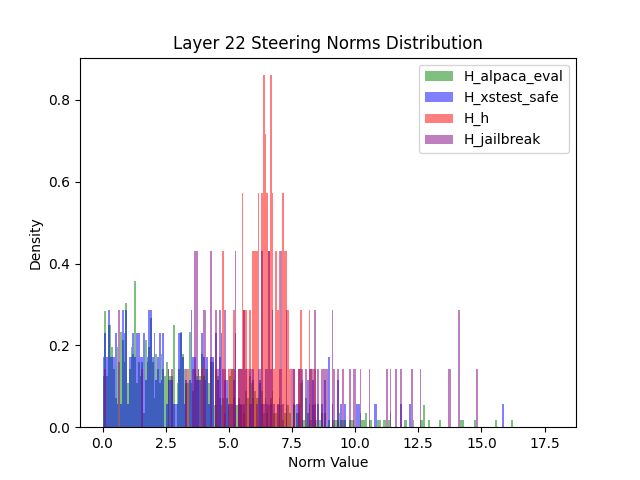 Layer 22 Steering Norms Distribution
H_alpaca_eval
H_xstest_safe
H_h
H_jailbreak
Density
0.8
0.6
0.4
0.2
0.0
0.0 2.5 5.0 7.5 10.0 12.5 15.0 17.5
Norm Value